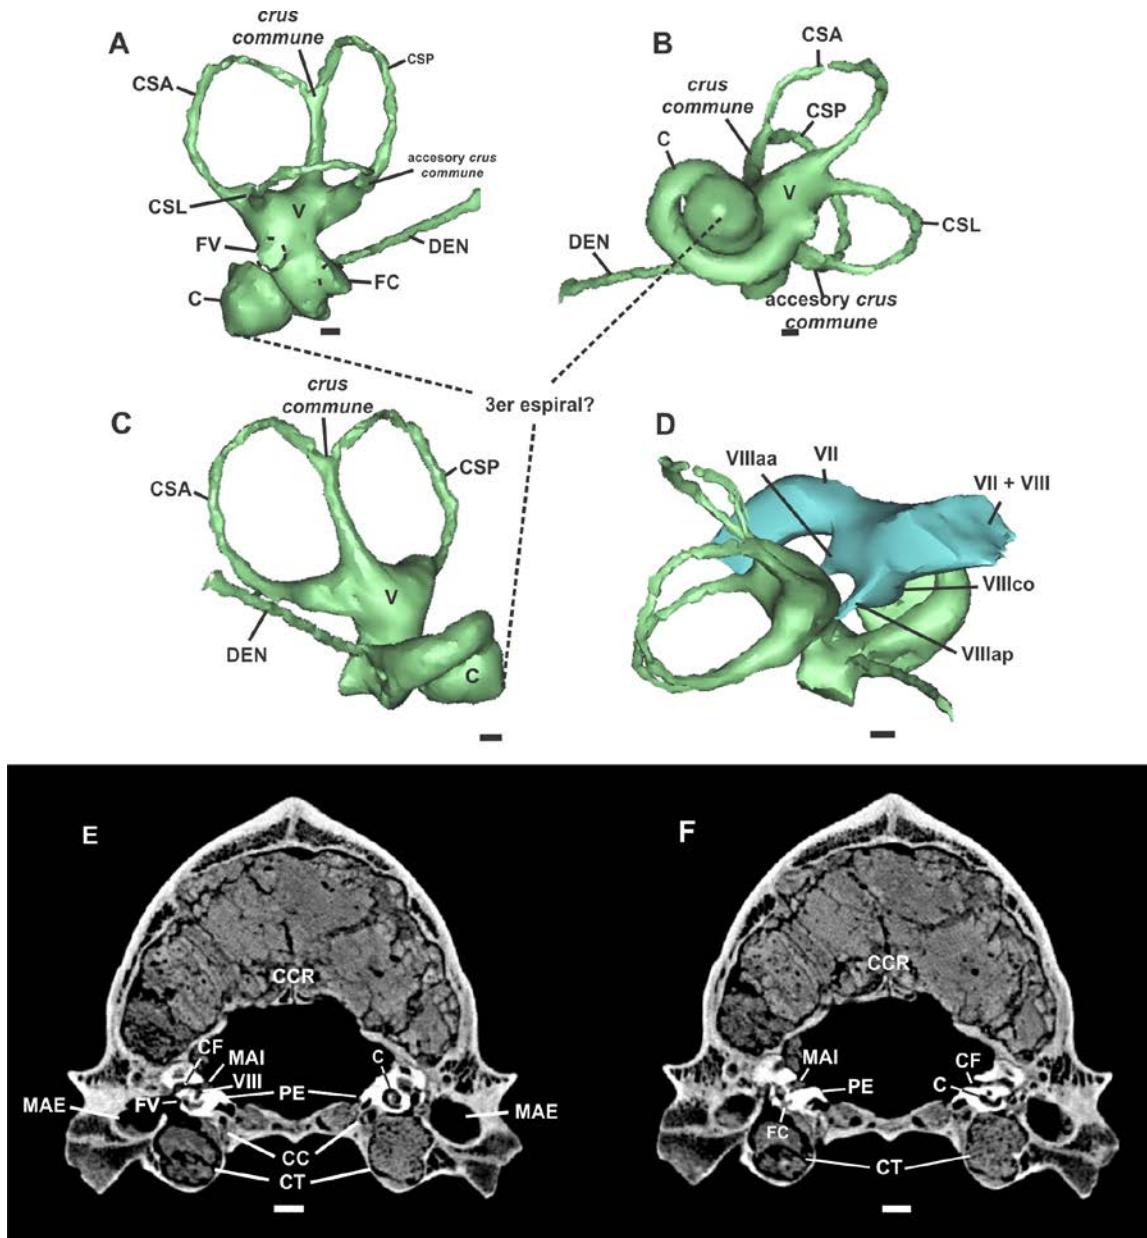 A
crus
commune
CSP
CSA
accesory crus
commune
CSL
V
FV
DEN
FC
C
B
CSA
crus
commune
CSP
C
V
CSL
DEN
accesory crus
commune
3er espiral?
C
crus
commune
CSA
CSP
V
DEN
C
D
VII
VIIIaa
VII + VIII
VIIIco
VIIIap
E
CCR
CF
MAI
VIII
C
MAE
FV
PE
MAE
CC
CT
F
CCR
MAI
CF
PE
C
FC
CT